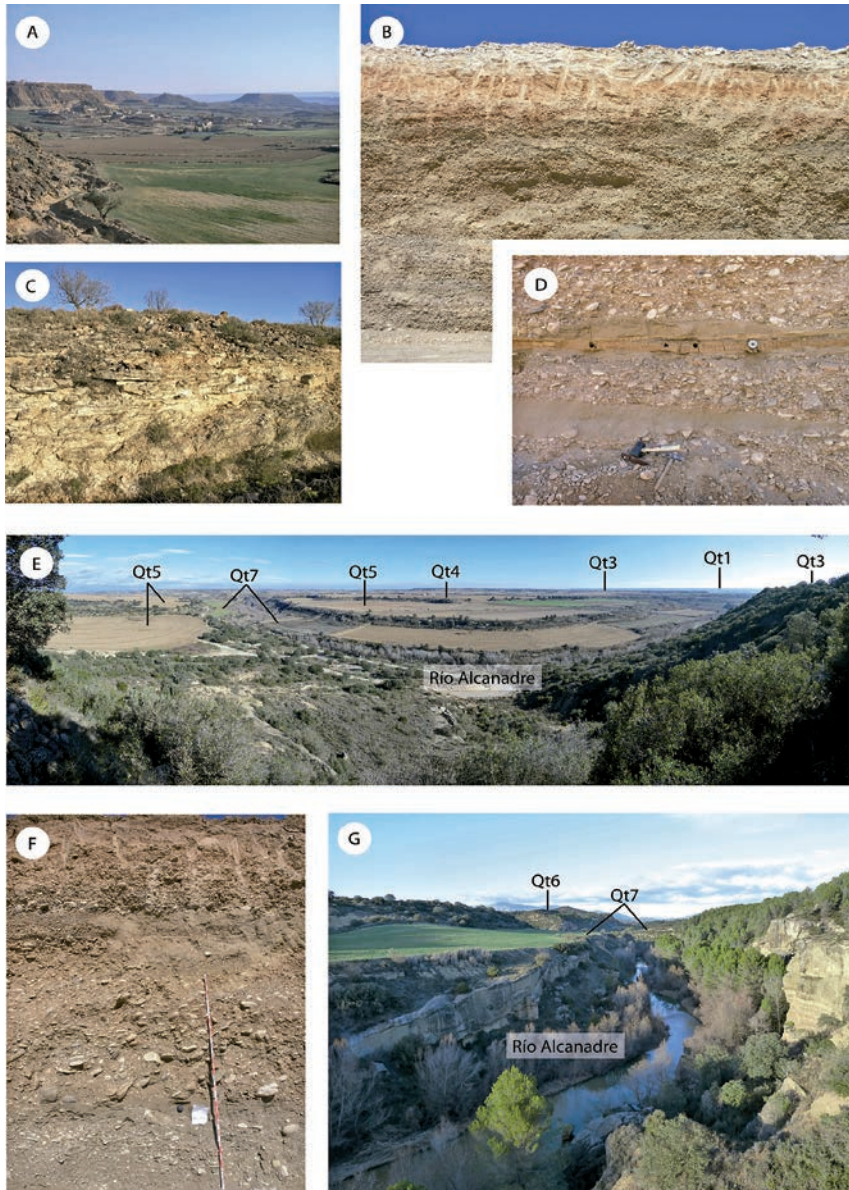 A
B
C
D
E
Qt5
Qt7
Qt5
Qt4
Qt3
Qt1
Qt3
Río Alcanadre
F
G
Qt6
Qt7
Río Alcanadre